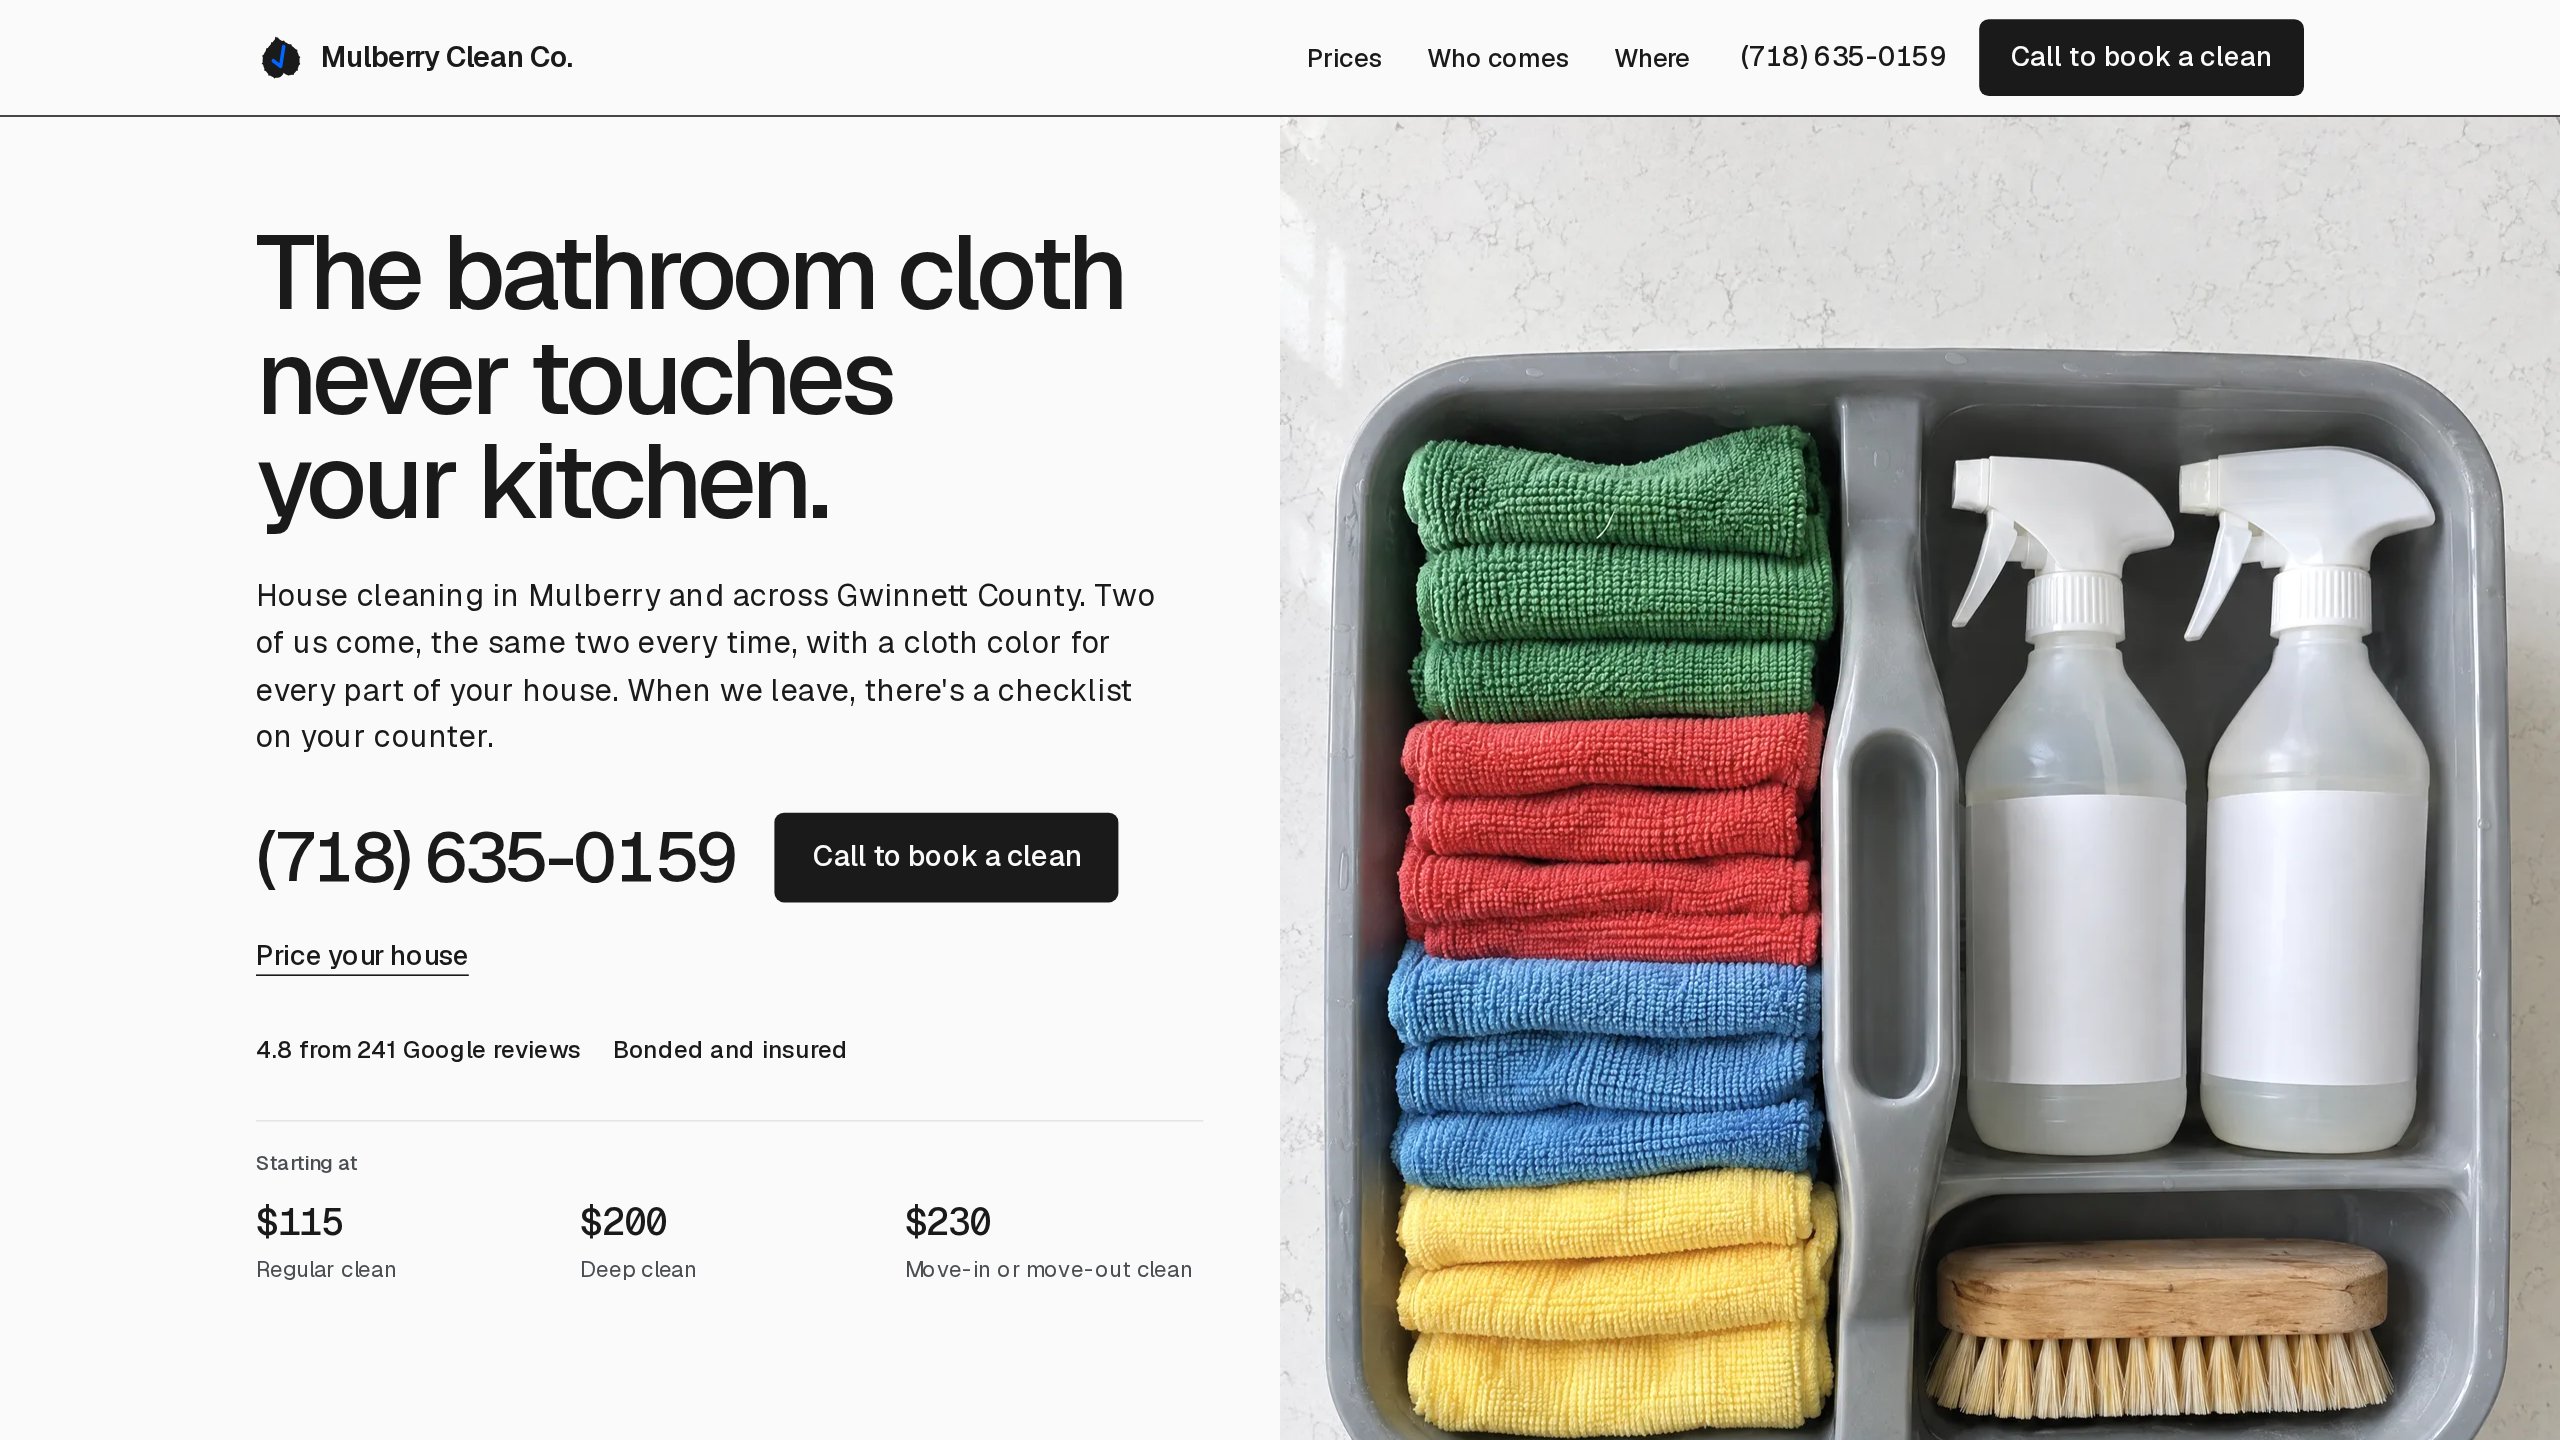 Mulberry Clean Co.
Prices
Who comes
Where
(718) 635-0159
Call to book a clean
The bathroom cloth
never touches
your kitchen.
House cleaning in Mulberry and across Gwinnett County. Two
of us come, the same two every time, with a cloth color for
every part of your house. When we leave, there's a checklist
on your counter.
(718) 635-0159
Call to book a clean
Price your house
4.8 from 241 Google reviews
Bonded and insured
Starting at
$115
$200
$230
Regular clean
Deep clean
Move-in or move-out clean